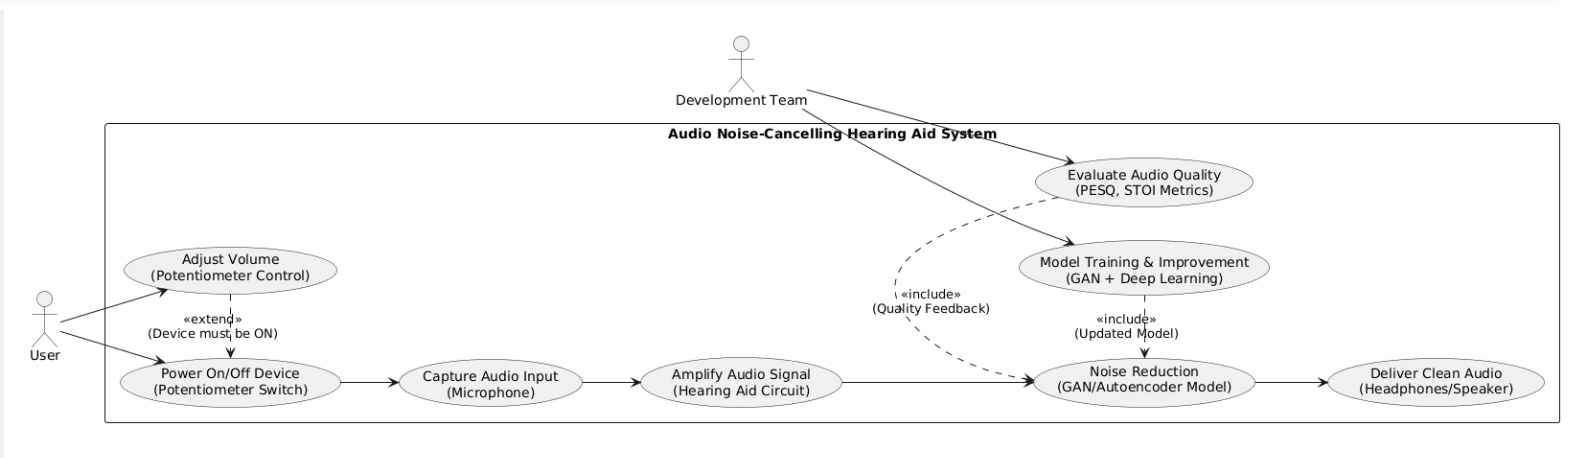 Development Team
Audio Noise-Cancelling Hearing Aid System
Evaluate Audio Quality
(PESQ, STOI Metrics)
Adjust Volume
(Potentiometer Control)
Model Training & Improvement
(GAN + Deep Learning)
«extend»
(Device must be ON)
«include»
(Quality Feedback)
«include»
(Updated Model)
User
Power On/Off Device
(Potentiometer Switch)
Capture Audio Input
(Microphone)
Amplify Audio Signal
(Hearing Aid Circuit)
Noise Reduction
(GAN/Autoencoder Model)
Deliver Clean Audio
(Headphones/Speaker)